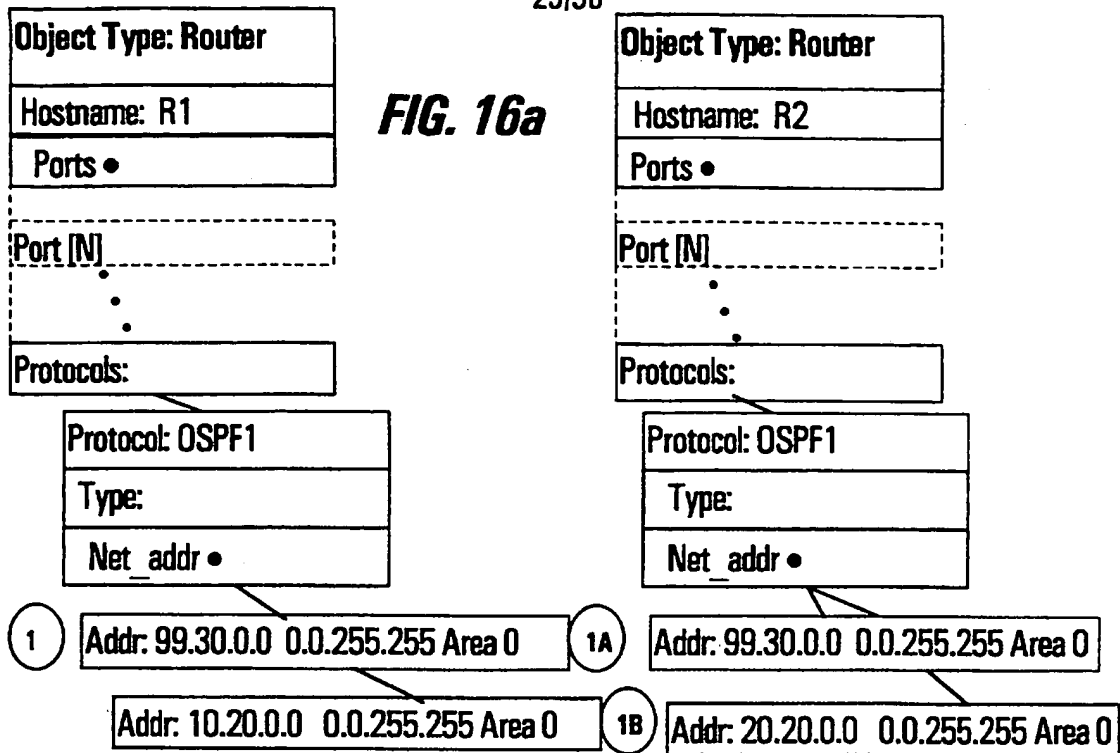 Object Type: Router
Hostname: R1
Ports
Port [N]
Protocols:
Protocol: OSPF1
Type:
Net_addr
1
Addr: 99.30.0.0 0.0.255.255 Area 0
Addr: 10.20.0.0 0.0.255.255 Area 0
FIG. 16a
Object Type: Router
Hostname: R2
Ports
Port [N]
Protocols:
Protocol: OSPF1
Type:
Net_addr
1A
Addr: 99.30.0.0 0.0.255.255 Area 0
1B
Addr: 20.20.0.0 0.0.255.255 Area 0